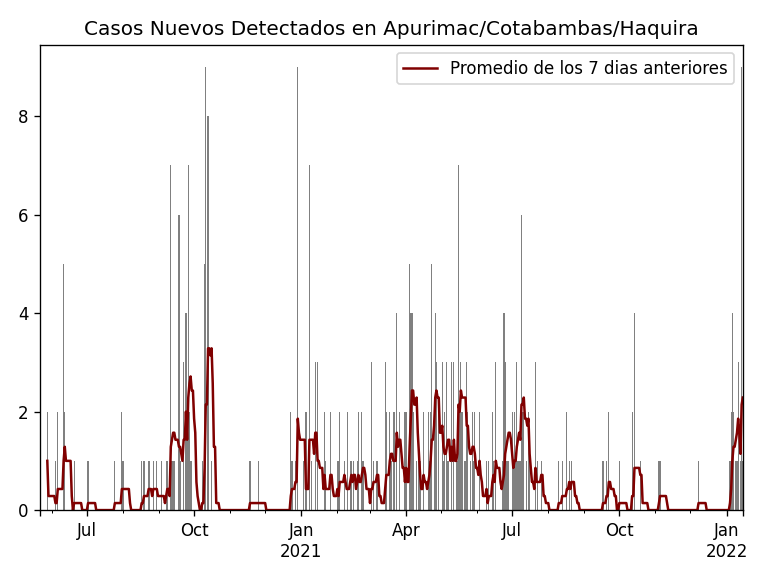 Casos Nuevos Detectados en Apurimac/Cotabambas/Haquira
Promedio de los 7 dias anteriores
8
6
4
2
0
Jul
Oct
Jan
2021
Apr
Jul
Oct
Jan
2022